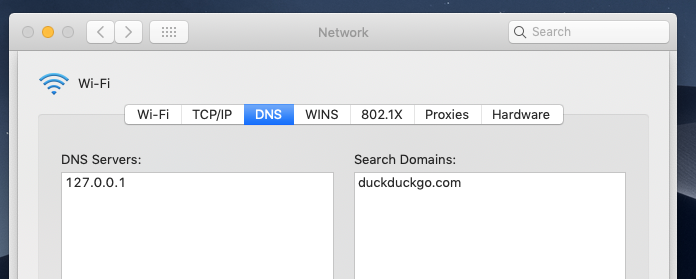 Network
Search
Wi-Fi
Wi-Fi TCP/IP DNS WINS 802.1X Proxies Hardware
DNS Servers: Search Domains:
127.0.0.1 duckduckgo.com